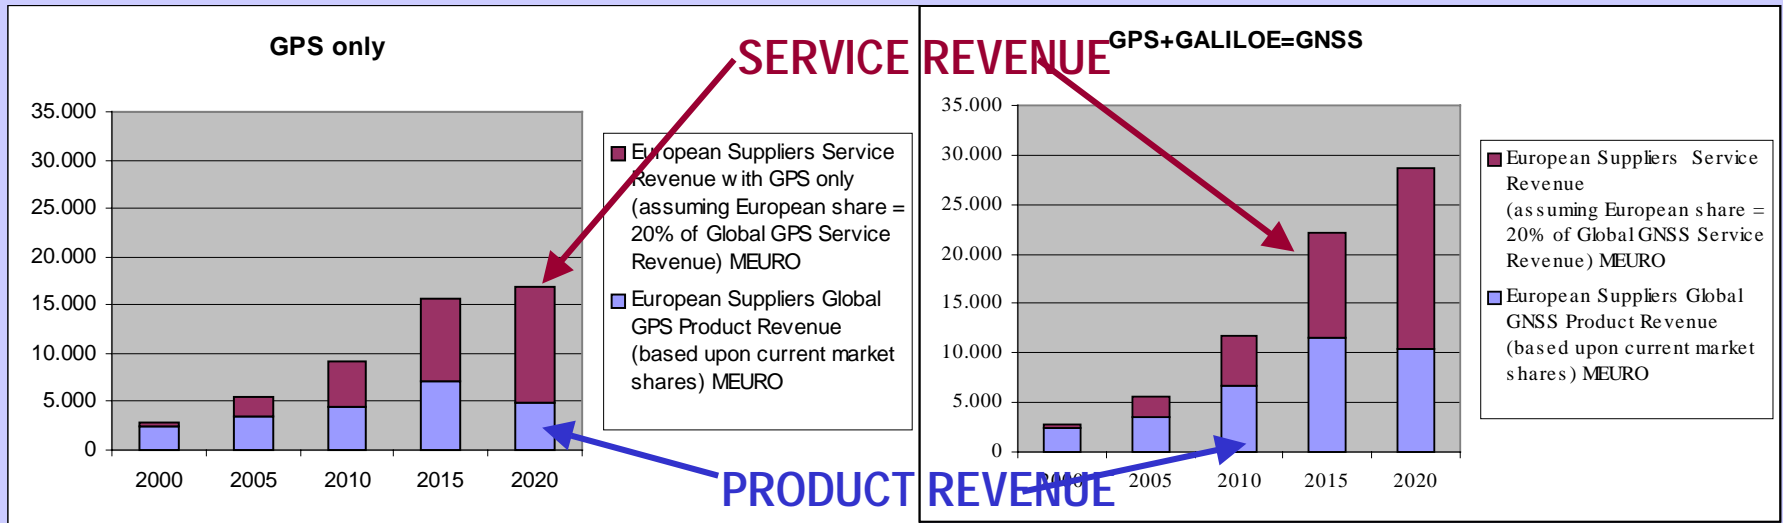 GPS only
SERVICE REVENUE
GPS+GALILOE=GNSS
35.000
30.000
25.000
20.000
15.000
10.000
5.000
0
2000 2005 2010 2015 2020
European Suppliers Service
Revenue with GPS only
(assuming European share =
20% of Global GPS Service
Revenue) MEURO
European Suppliers Global
GPS Product Revenue
(based upon current market
shares) MEURO
35.000
30.000
25.000
20.000
15.000
10.000
5.000
0
2000 2005 2010 2015 2020
European Suppliers Service
Revenue
(assuming European share =
20% of Global GNSS Service
Revenue) MEURO
European Suppliers Global
GNSS Product Revenue
(based upon current market
shares) MEURO
PRODUCT REVENUE